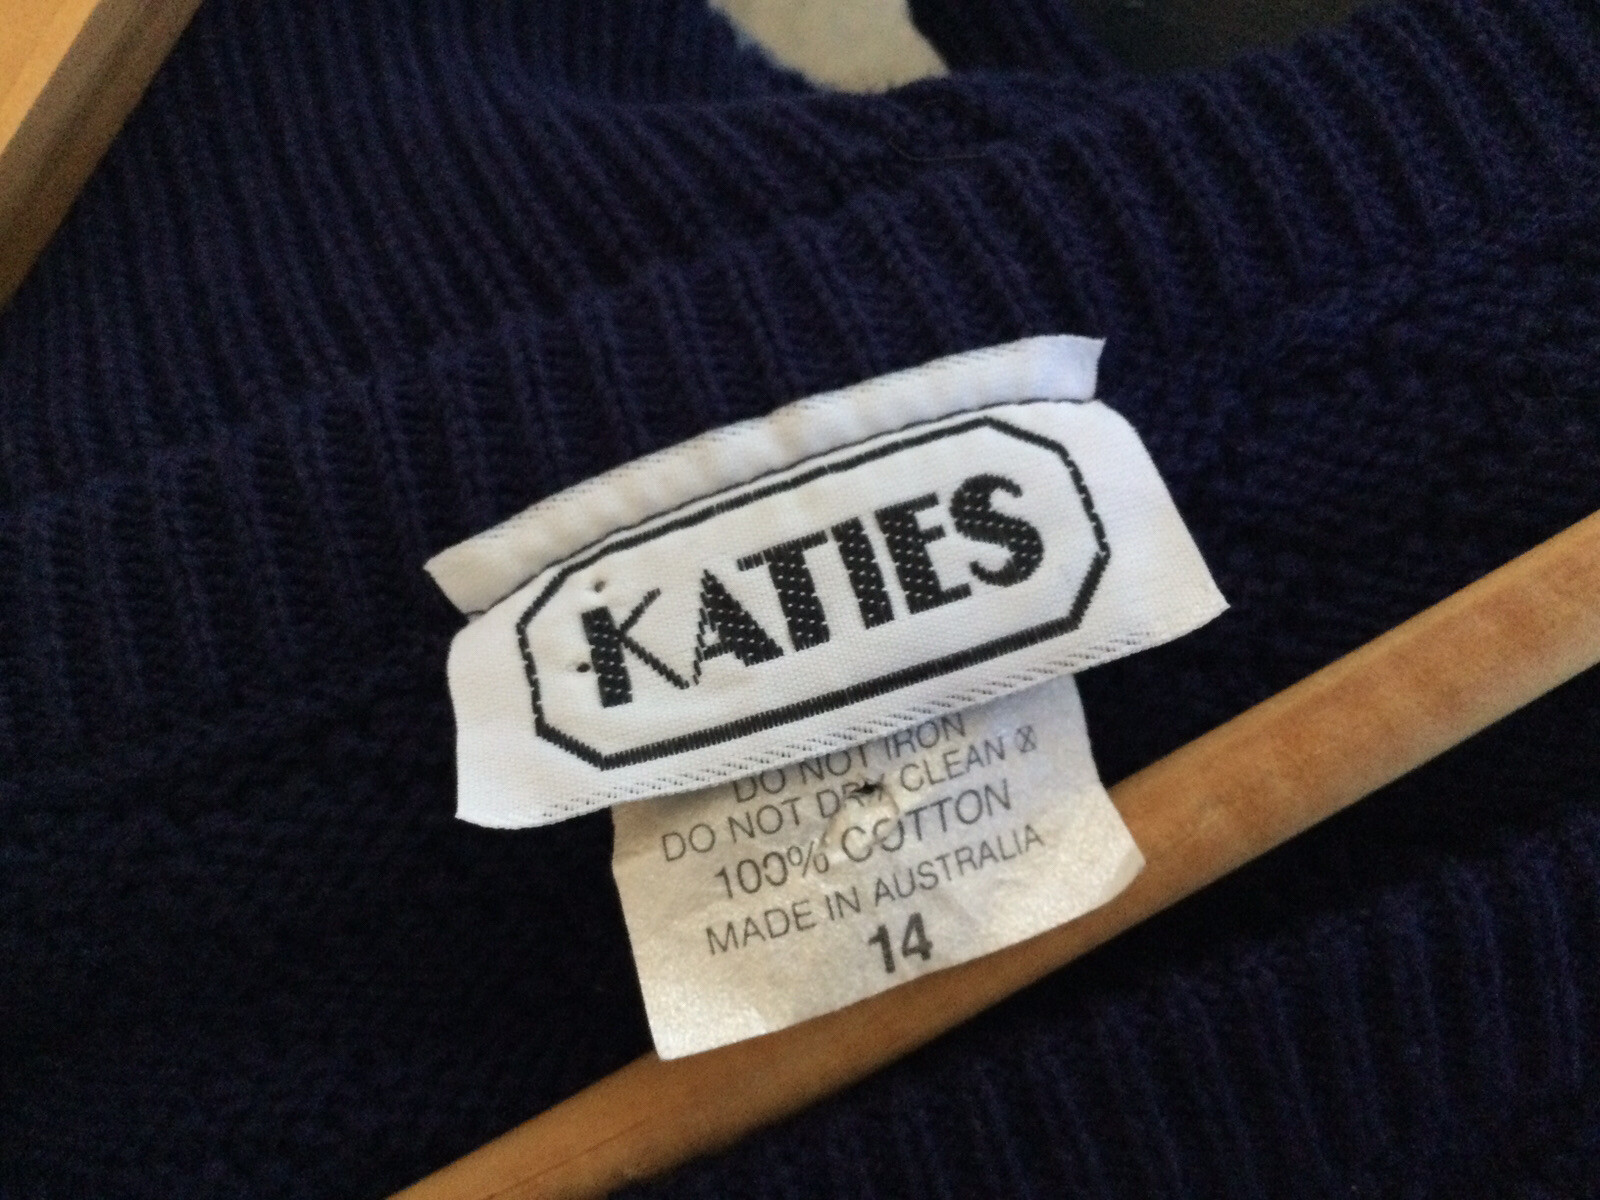 KATIES
DO NOT IRON
DO NOT DRY CLEAN
100% COTTON
MADE IN AUSTRALIA
14